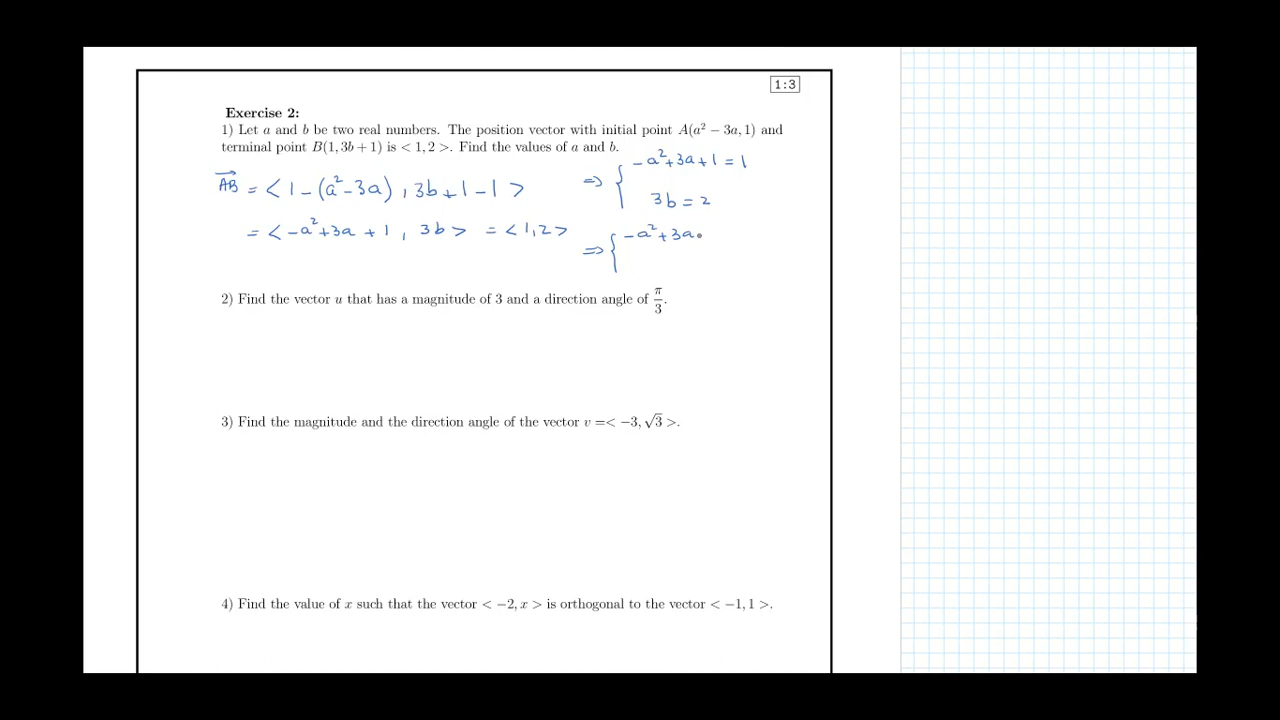 1:3
Exercise 2:
1) Let a and b be two real numbers. The position vector with initial point A(a² − 3a, 1) and
terminal point B(1, 3b + 1) is < 1, 2 >. Find the values of a and b.
AB→ = < 1 − (a² − 3a) , 3b + 1 − 1 >
= < −a² + 3a + 1 , 3b > = < 1, 2 >
⇒ { −a² + 3a + 1 = 1
3b = 2
⇒ { −a² + 3a
2) Find the vector u that has a magnitude of 3 and a direction angle of π/3.
3) Find the magnitude and the direction angle of the vector v =< −3, √3 >.
4) Find the value of x such that the vector < −2, x > is orthogonal to the vector < −1, 1 >.